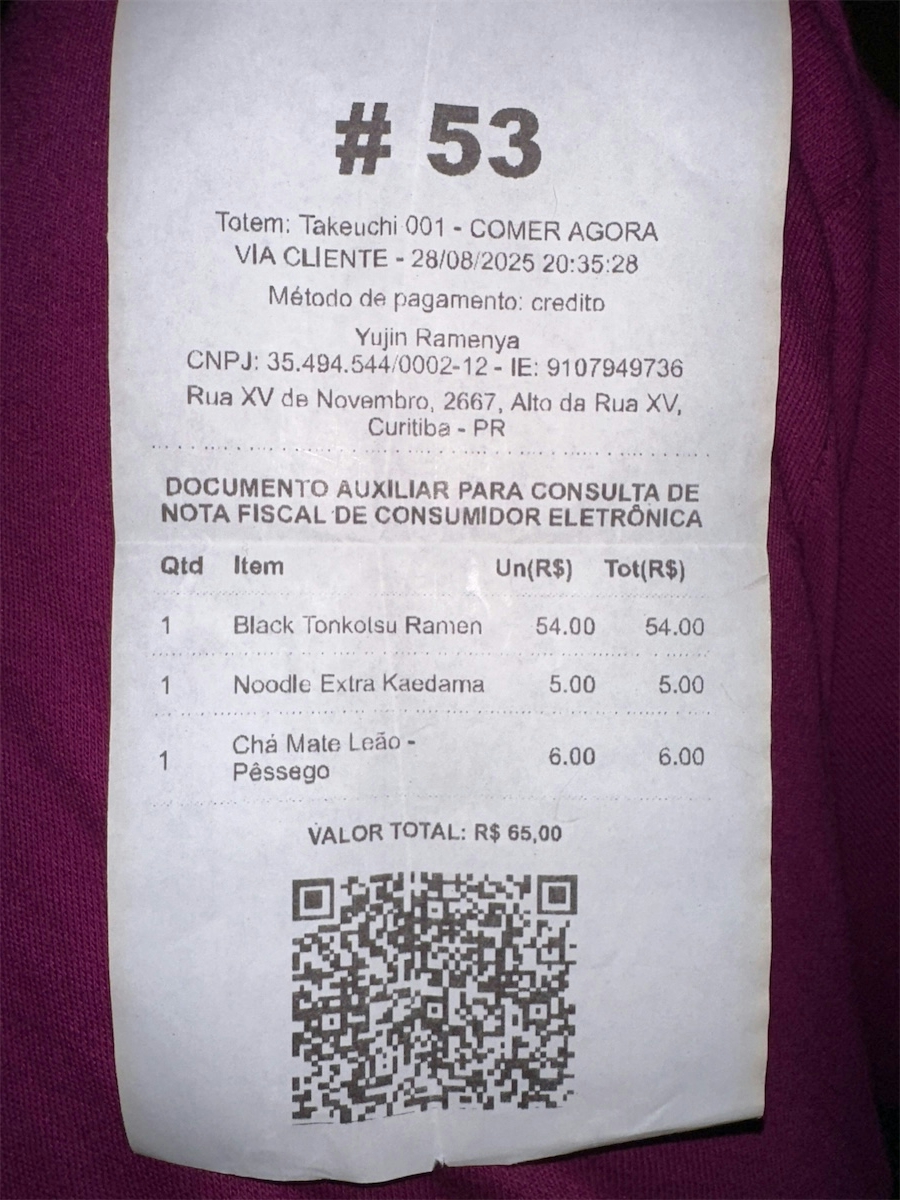 # 53
Totem: Takeuchi 001 - COMER AGORA
VIA CLIENTE - 28/08/2025 20:35:28
Método de pagamento: credito
Yujin Ramenya
CNPJ: 35.494.544/0002-12 - IE: 9107949736
Rua XV de Novembro, 2667, Alto da Rua XV,
Curitiba - PR
DOCUMENTO AUXILIAR PARA CONSULTA DE
NOTA FISCAL DE CONSUMIDOR ELETRÔNICA
Qtd Item Un(R$) Tot(R$)
1 Black Tonkotsu Ramen 54.00 54.00
1 Noodle Extra Kaedama 5.00 5.00
1 Chá Mate Leão - 6.00 6.00
Pêssego
VALOR TOTAL: R$ 65,00